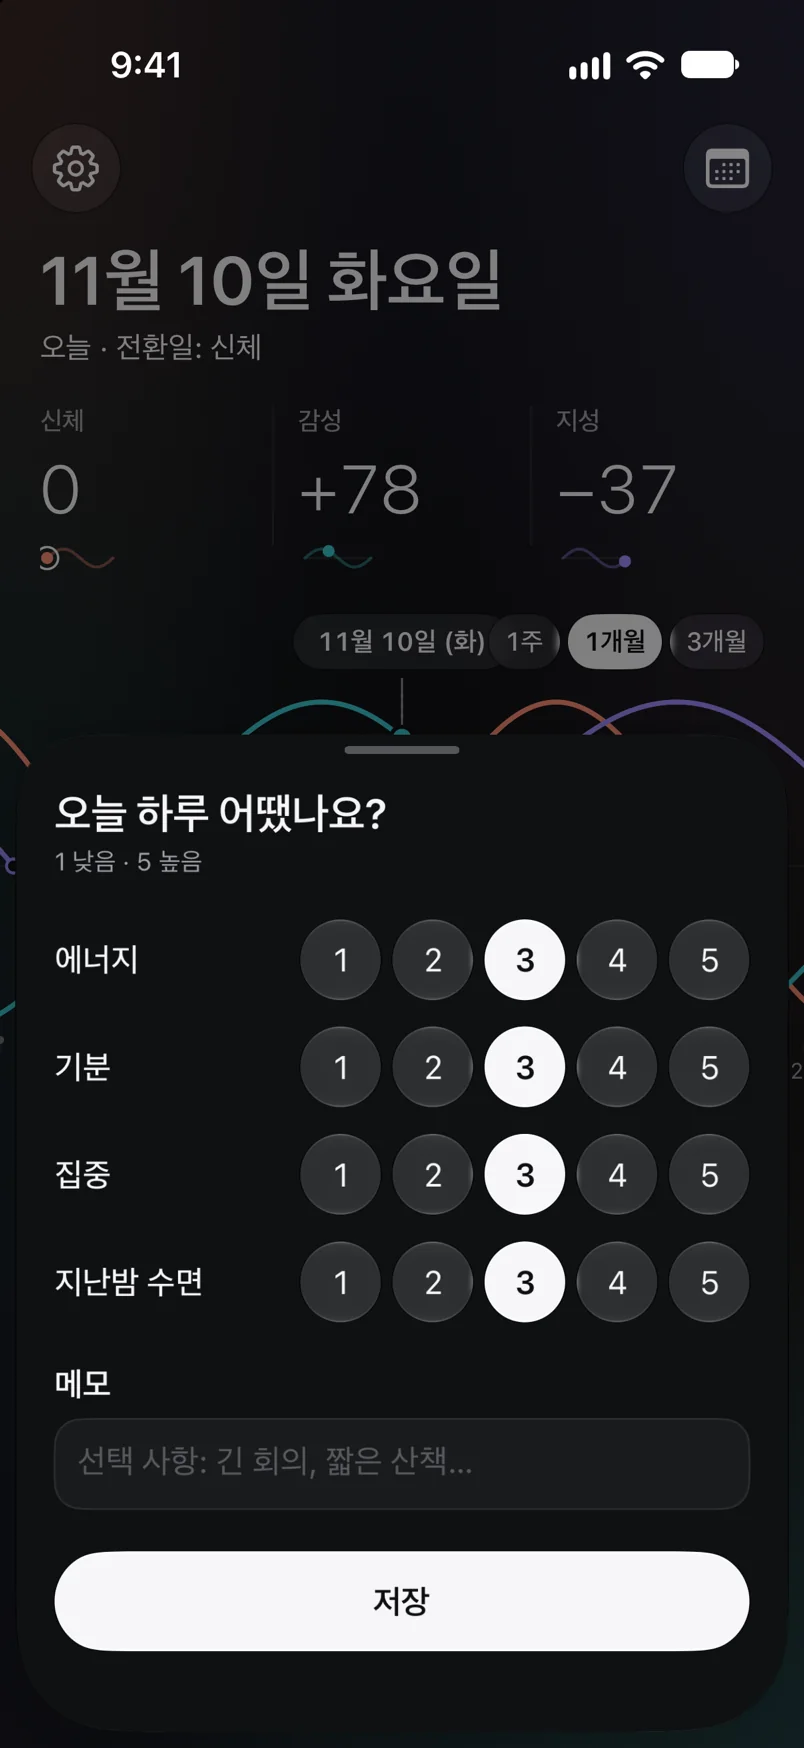 9:41
11월 10일 화요일
오늘 · 전환일: 신체
신체 감성 지성
0 +78 −37
11월 10일 (화) 1주 1개월 3개월
오늘 하루 어땠나요?
1 낮음 · 5 높음
에너지 1 2 3 4 5
기분 1 2 3 4 5
2
집중 1 2 3 4 5
지난밤 수면 1 2 3 4 5
메모
선택 사항: 긴 회의, 짧은 산책...
저장